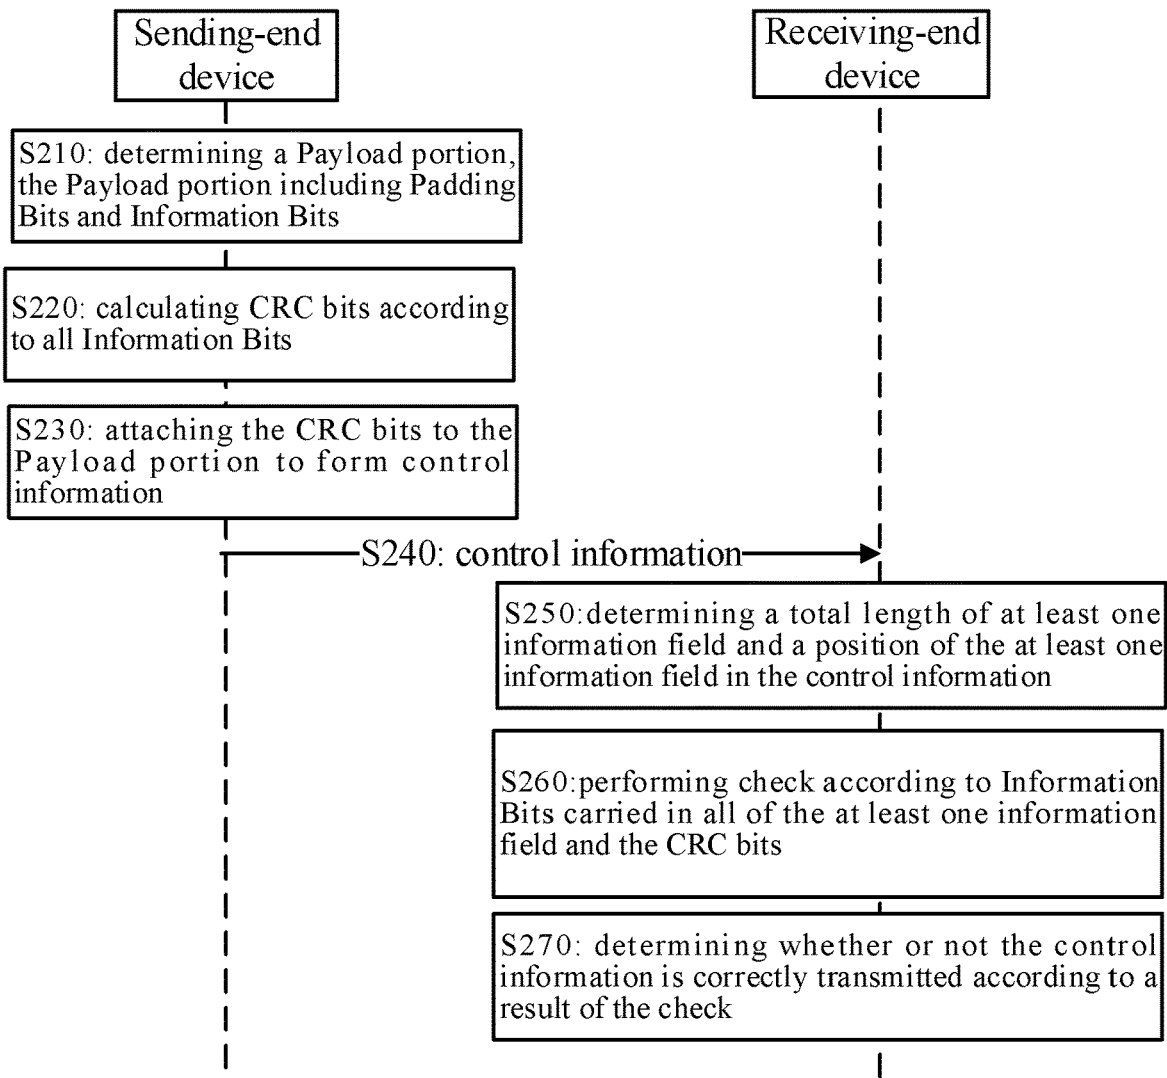 Sending-end
device
Receiving-end
device
S210: determining a Payload portion,
the Payload portion including Padding
Bits and Information Bits
S220: calculating CRC bits according
to all Information Bits
S230: attaching the CRC bits to the
Payload portion to form control
information
S240: control information
S250:determining a total length of at least one
information field and a position of the at least one
information field in the control information
S260:performing check according to Information
Bits carried in all of the at least one information
field and the CRC bits
S270: determining whether or not the control
information is correctly transmitted according to a
result of the check